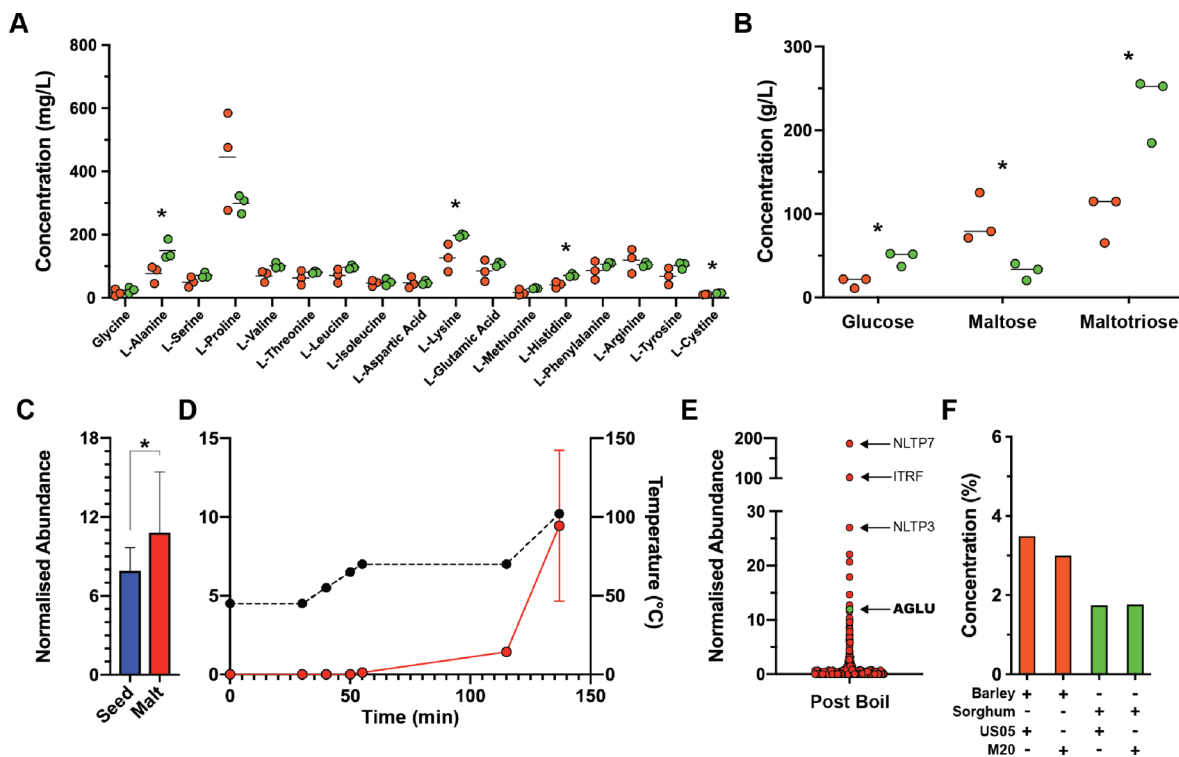 A
Concentration (mg/L)
800
600
400
200
0
*
*
*
*
Glycine
L-Alanine
L-Serine
L-Proline
L-Valine
L-Threonine
L-Leucine
L-Isoleucine
L-Aspartic Acid
L-Lysine
L-Glutamic Acid
L-Methionine
L-Histidine
L-Phenylalanine
L-Arginine
L-Tyrosine
L-Cystine
B
Concentration (g/L)
300
200
100
0
*
*
*
Glucose
Maltose
Maltotriose
C
Normalised Abundance
18
12
6
0
*
Seed
Malt
D
15
10
5
0
150
100
50
0
Temperature (°C)
0
50
100
150
Time (min)
E
Normalised Abundance
200
100
30
20
10
0
NLTP7
ITRF
NLTP3
AGLU
Post Boil
F
Concentration (%)
6
4
2
0
Barley + + - -
Sorghum - - + +
US05 + - + -
M20 - + - +